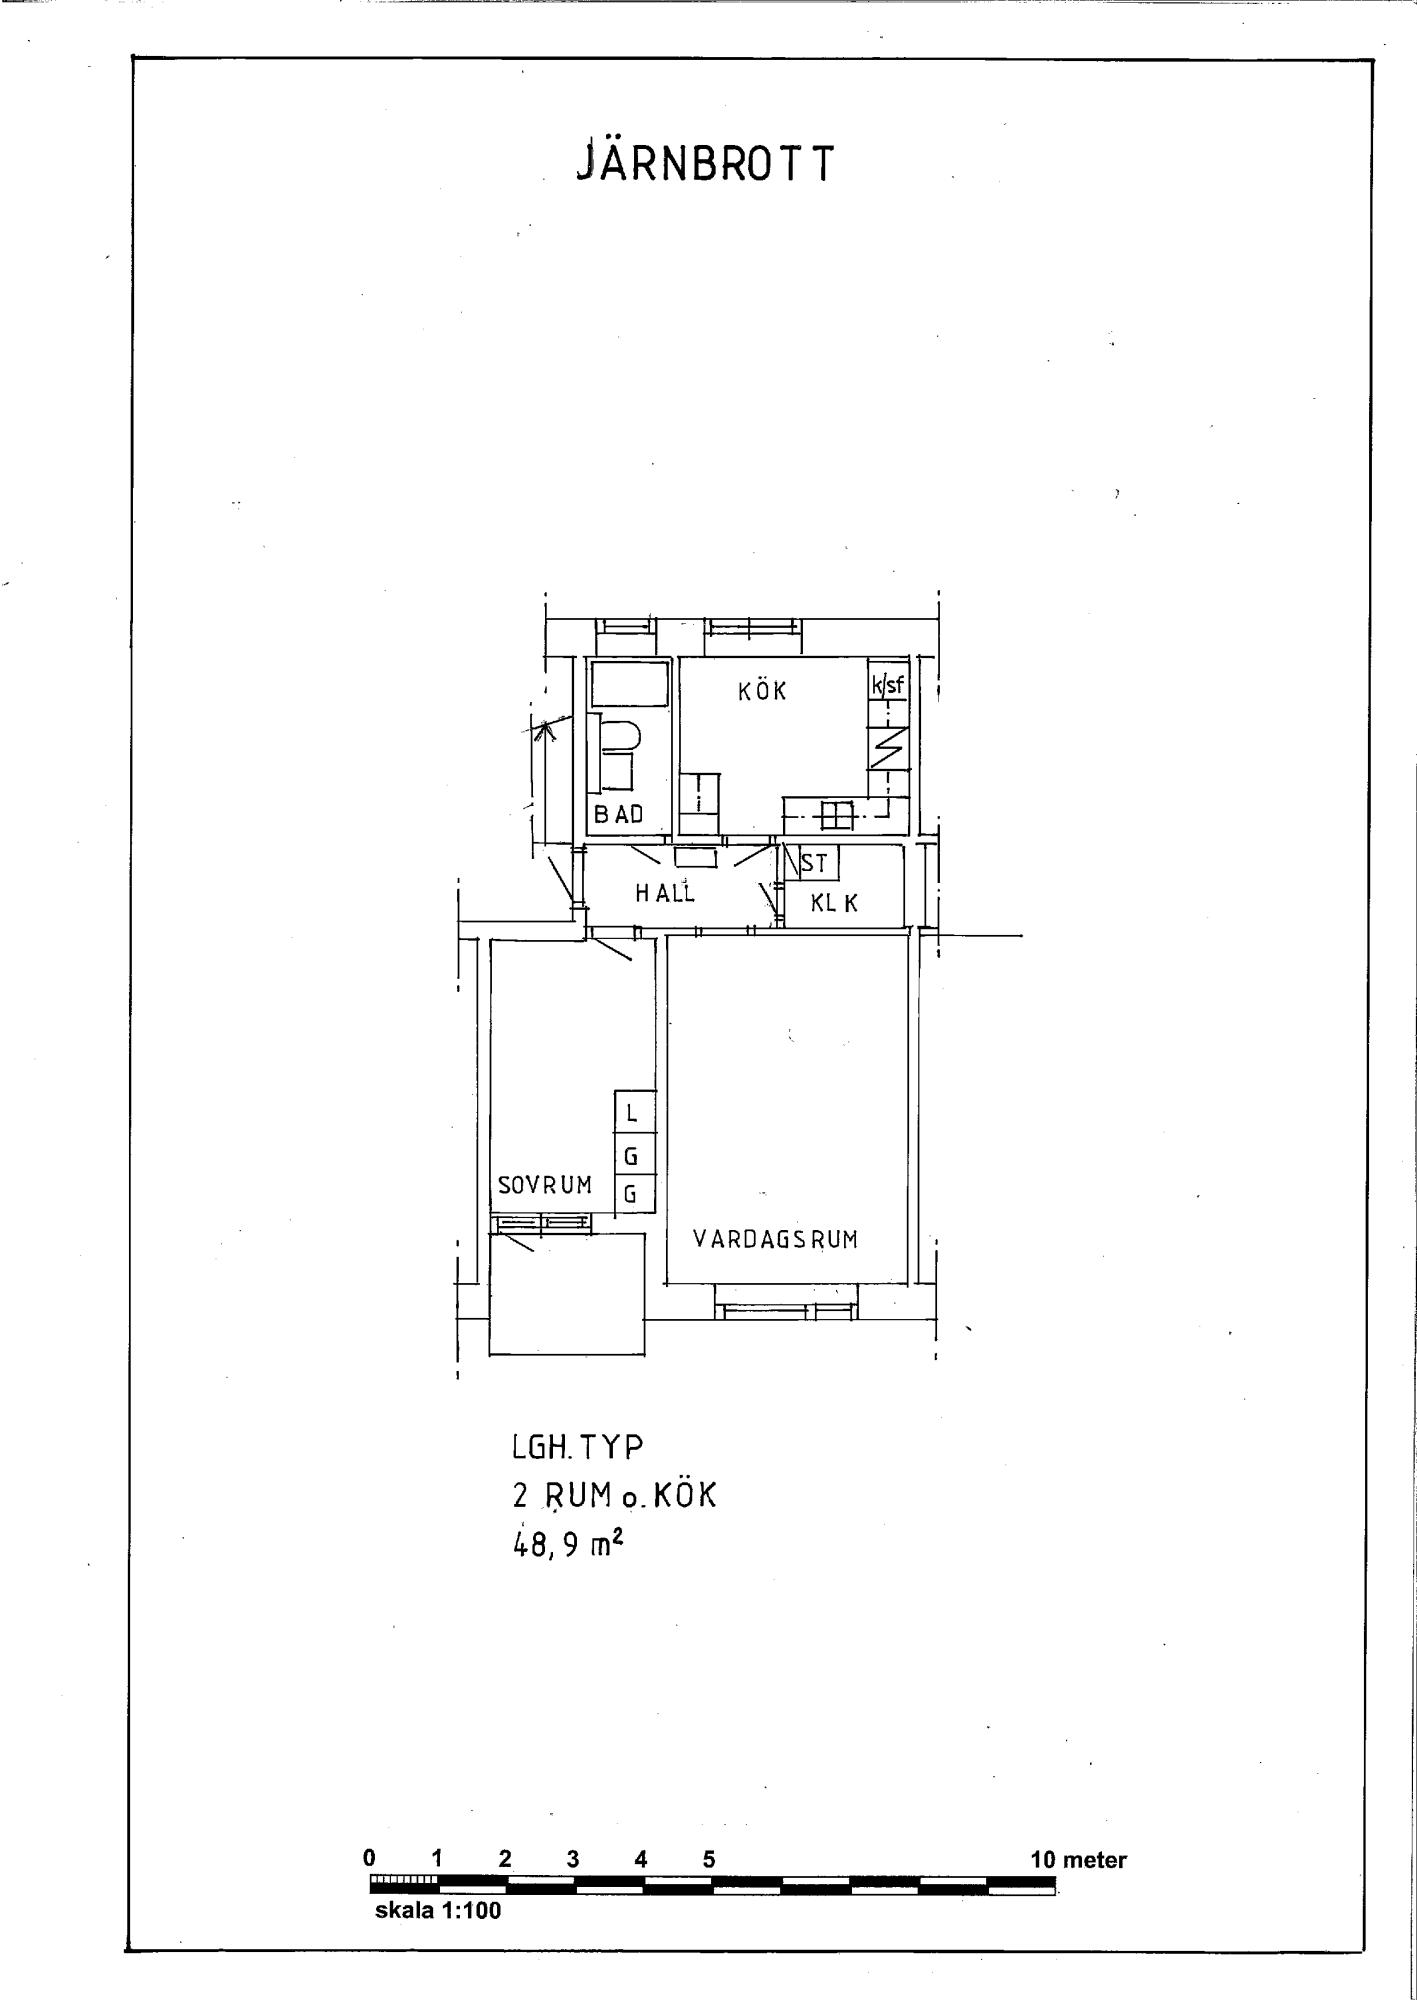 JÄRNBROTT
KÖK
k/sf
BAD
ST
HALL
KLK
L
G
SOVRUM
G
VARDAGSRUM
LGH.TYP
2 RUM o. KÖK
48,9 m²
0 1 2 3 4 5 10 meter
skala 1:100